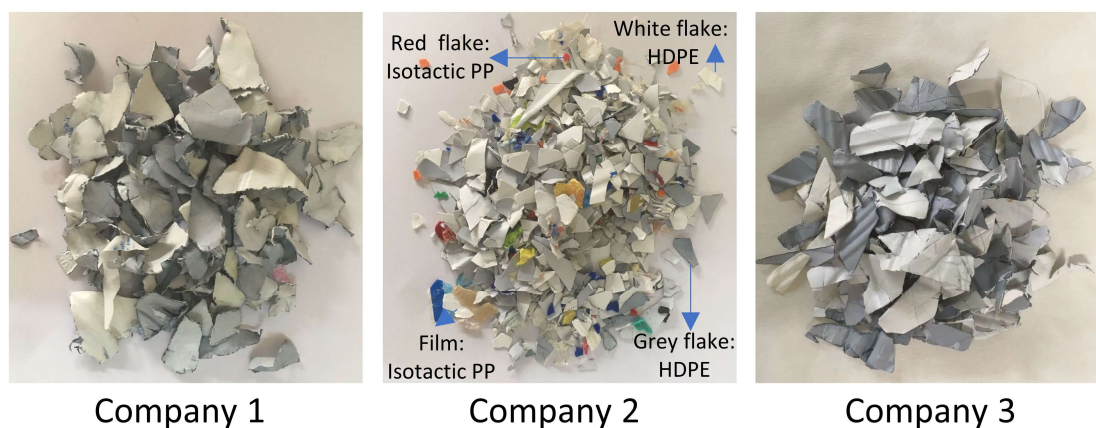 Red flake:
Isotactic PP
White flake:
HDPE
Film:
Isotactic PP
Grey flake:
HDPE
Company 1
Company 2
Company 3